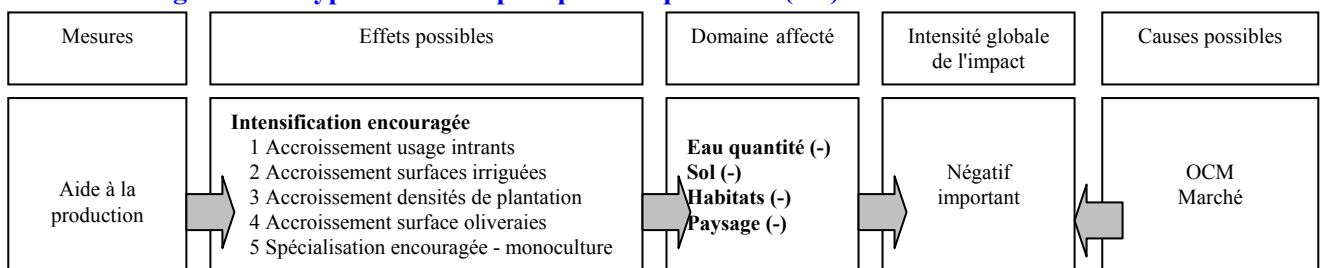 Mesures
Effets possibles
Domaine affecté
Intensité globale
de l'impact
Causes possibles
Aide à la
production
Intensification encouragée
1 Accroissement usage intrants
2 Accroissement surfaces irriguées
3 Accroissement densités de plantation
4 Accroissement surface oliveraies
5 Spécialisation encouragée - monoculture
Eau quantité (-)
Sol (-)
Habitats (-)
Paysage (-)
Négatif
important
OCM
Marché